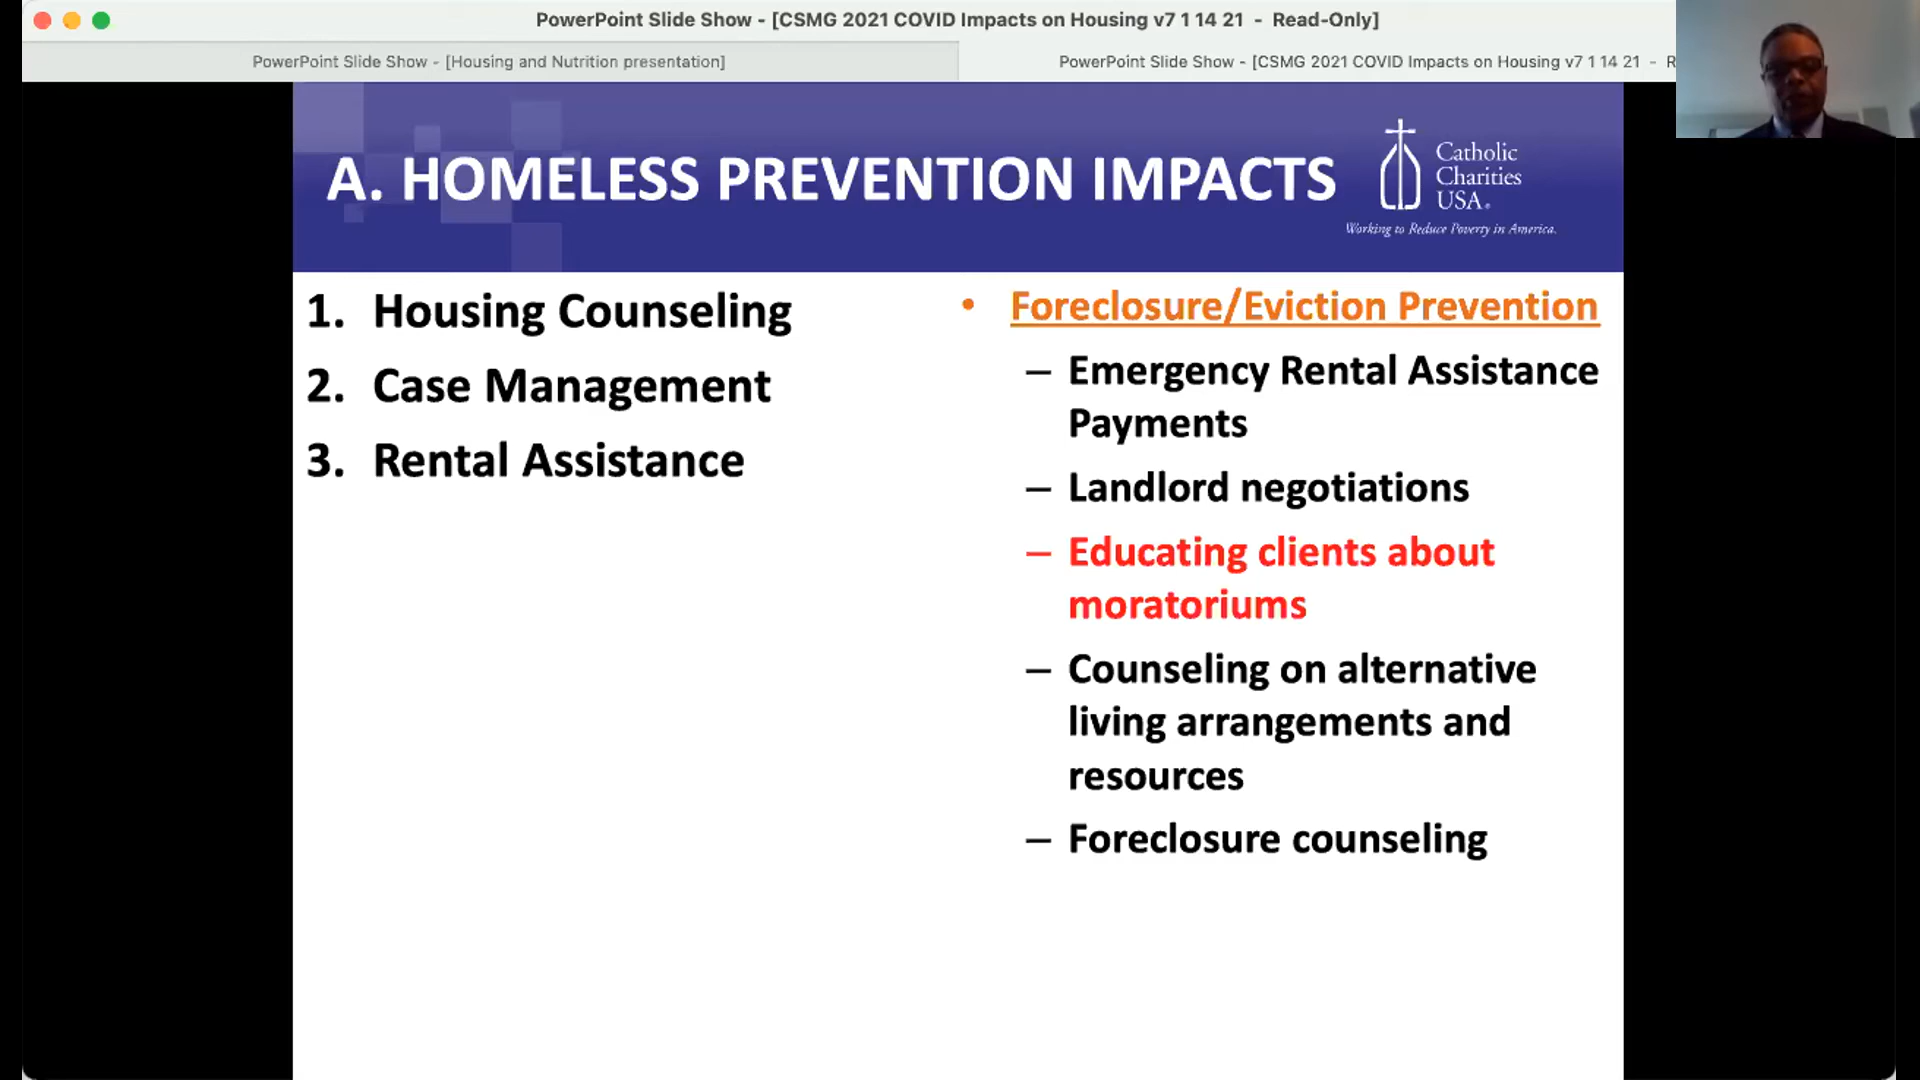 PowerPoint Slide Show - [CSMG 2021 COVID Impacts on Housing v7 1 14 21 - Read-Only]
PowerPoint Slide Show - [Housing and Nutrition presentation]
PowerPoint Slide Show - [CSMG 2021 COVID Impacts on Housing v7 1 14 21 - R
A. HOMELESS PREVENTION IMPACTS
Catholic
Charities
USA®
Working to Reduce Poverty in America.
1. Housing Counseling
2. Case Management
3. Rental Assistance
• Foreclosure/Eviction Prevention
– Emergency Rental Assistance
Payments
– Landlord negotiations
– Educating clients about
moratoriums
– Counseling on alternative
living arrangements and
resources
– Foreclosure counseling